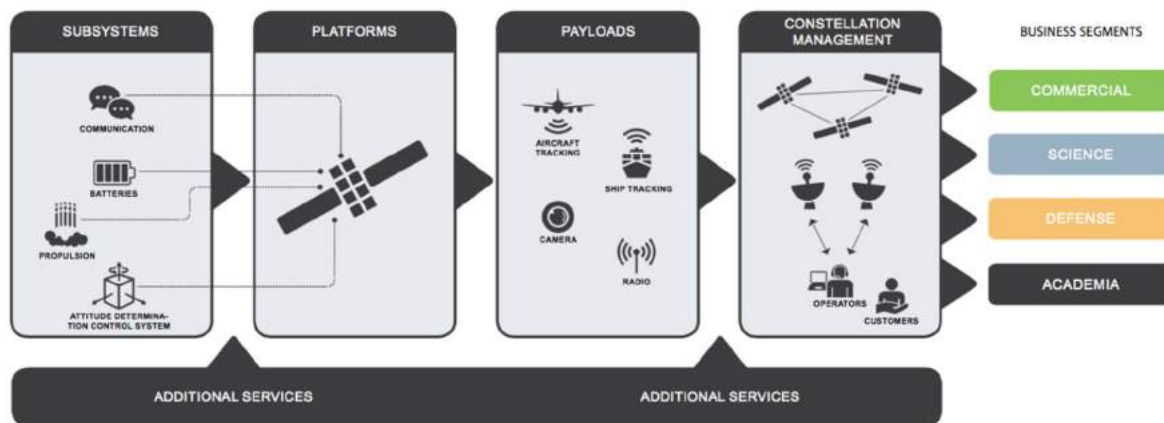 SUBSYSTEMS
COMMUNICATION
BATTERIES
PROPULSION
ATTITUDE DETERMINA-
TION CONTROL SYSTEM
PLATFORMS
PAYLOADS
AIRCRAFT
TRACKING
SHIP TRACKING
CAMERA
RADIO
CONSTELLATION
MANAGEMENT
OPERATORS
CUSTOMERS
BUSINESS SEGMENTS
COMMERCIAL
SCIENCE
DEFENSE
ACADEMIA
ADDITIONAL SERVICES
ADDITIONAL SERVICES